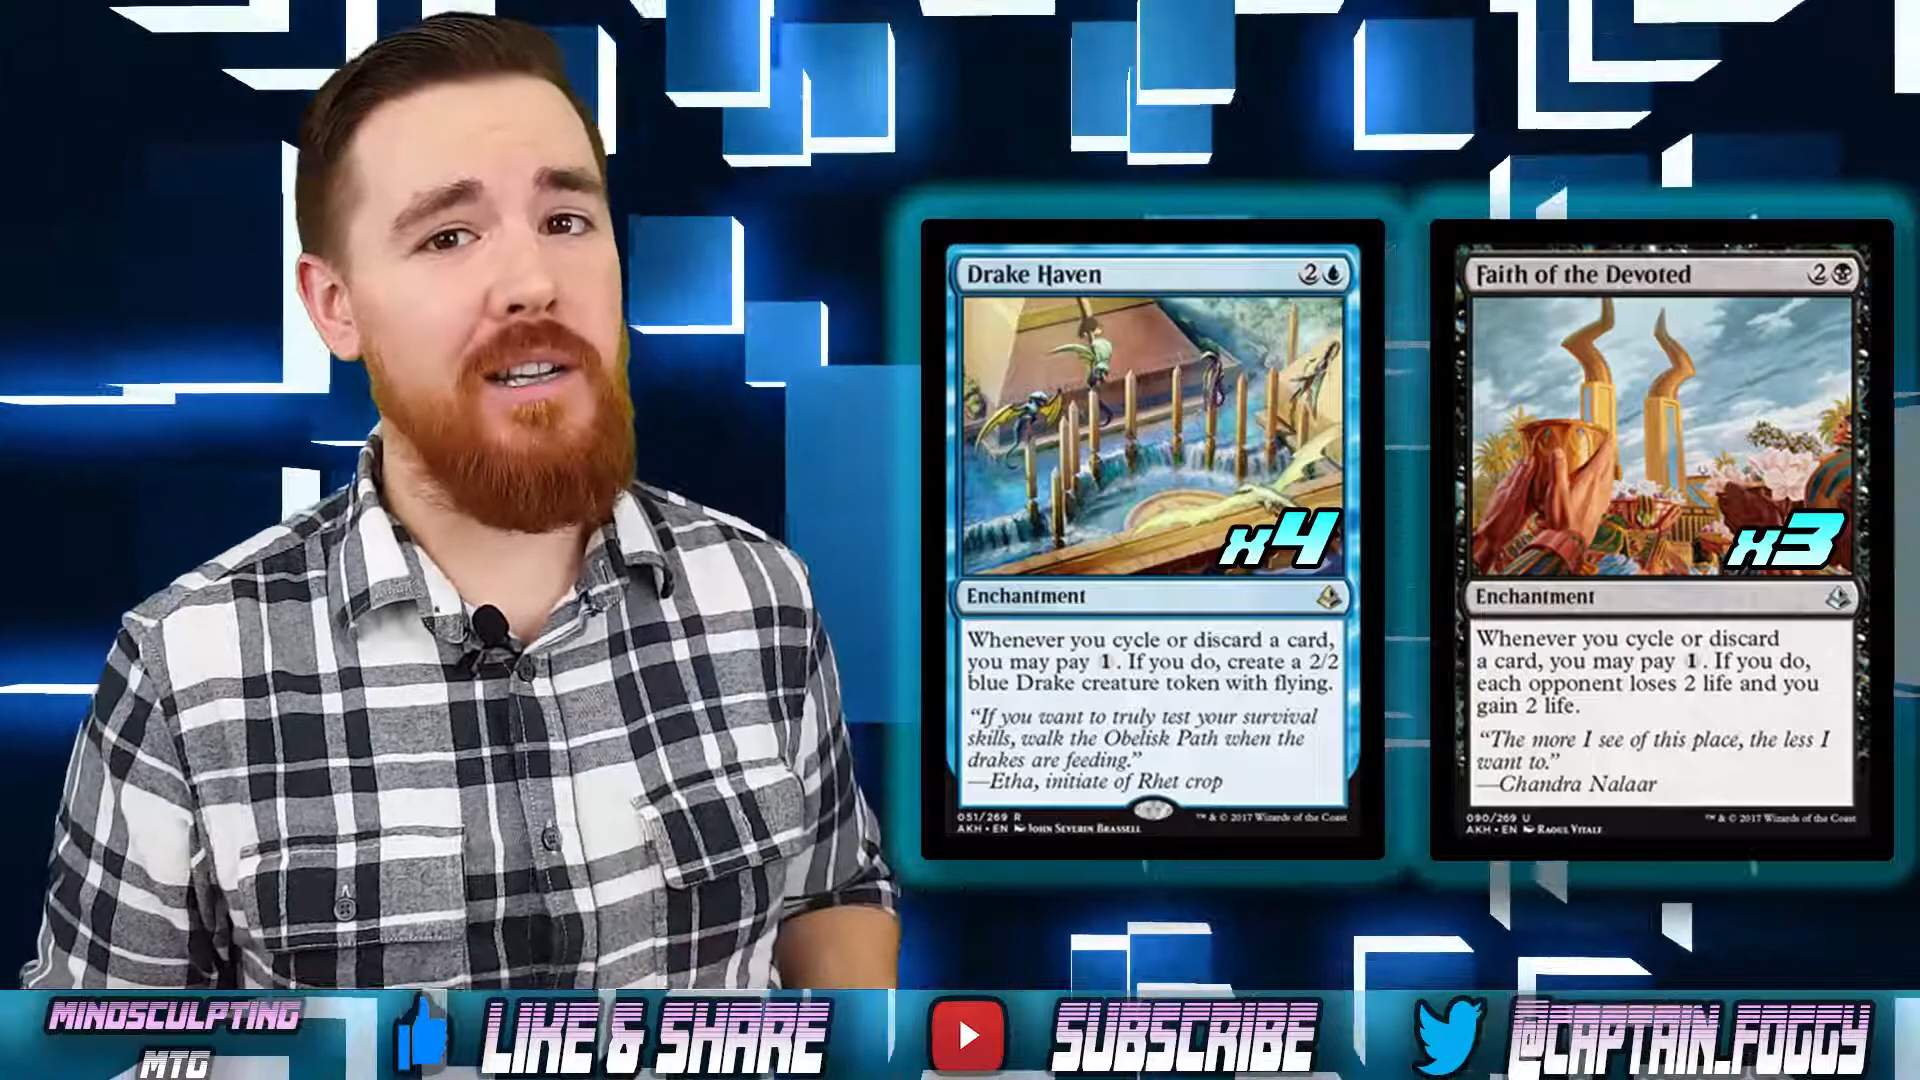 Drake Haven 2
x4
Enchantment
Whenever you cycle or discard a card,
you may pay 1. If you do, create a 2/2
blue Drake creature token with flying.
"If you want to truly test your survival
skills, walk the Obelisk Path when the
drakes are feeding."
—Etha, initiate of Rhet crop
051/269 R
AKH • EN JOHN SEVERIN BRASSELL
™ & © 2017 Wizards of the Coast
Faith of the Devoted 2
x3
Enchantment
Whenever you cycle or discard
a card, you may pay 1. If you do,
each opponent loses 2 life and you
gain 2 life.
"The more I see of this place, the less I
want to."
—Chandra Nalaar
090/269 U
AKH • EN RAOUL VITALE
™ & © 2017 Wizards of the Coast
MINDSCULPTING
MTG
LIKE & SHARE
SUBSCRIBE
@CAPTAIN_FOGGY